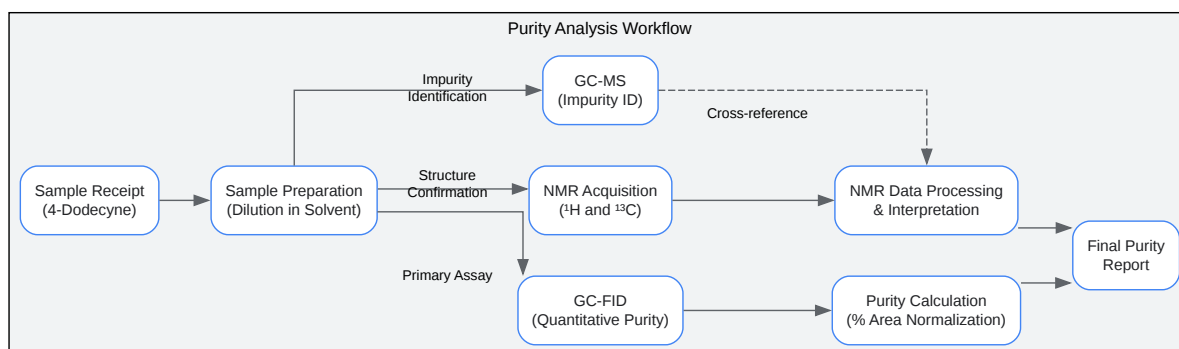 Purity Analysis Workflow
Impurity
Identification
GC-MS
(Impurity ID)
Cross-reference
Sample Receipt
(4-Dodecyne)
Sample Preparation
(Dilution in Solvent)
Structure
Confirmation
NMR Acquisition
(¹H and ¹³C)
NMR Data Processing
& Interpretation
Final Purity
Report
Primary Assay
GC-FID
(Quantitative Purity)
Purity Calculation
(% Area Normalization)